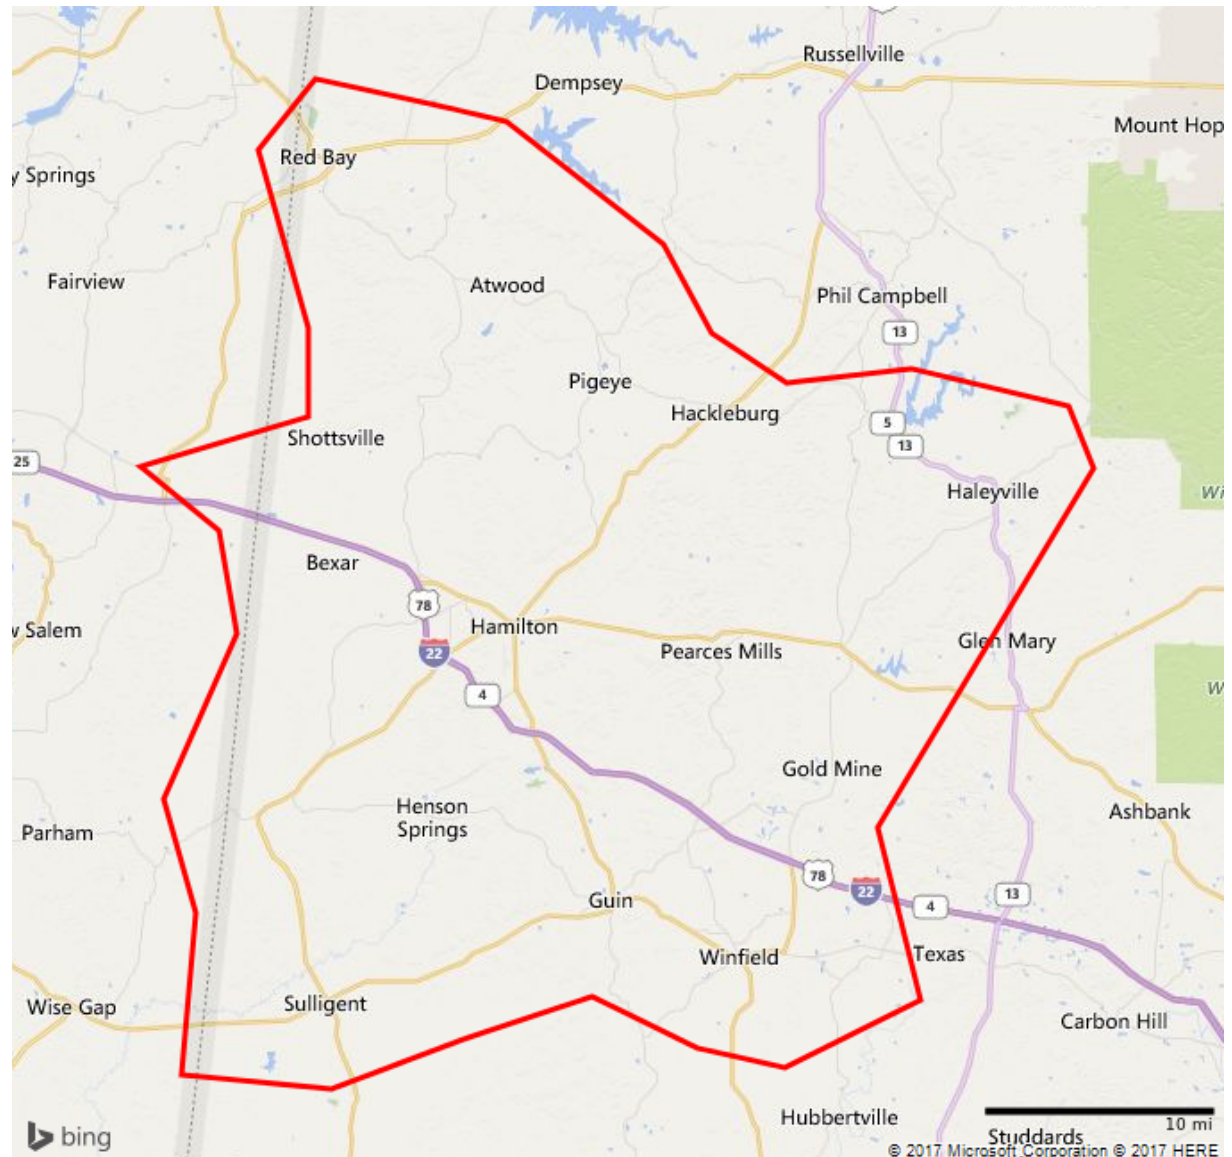 Russellville
Dempsey
Mount Hop
Red Bay
y Springs
Fairview
Atwood
Phil Campbell
13
Pigeye
Hackleburg
5
13
Shottsville
25
Haleyville
Wi
Bexar
78
Hamilton
w Salem
22
Pearces Mills
Glen Mary
W
4
Gold Mine
Henson
Springs
Ashbank
Parham
78
22
4
13
Guin
Winfield
Texas
Wise Gap
Sulligent
Carbon Hill
Hubbertville
10 mi
Studdards
bing
© 2017 Microsoft Corporation © 2017 HERE